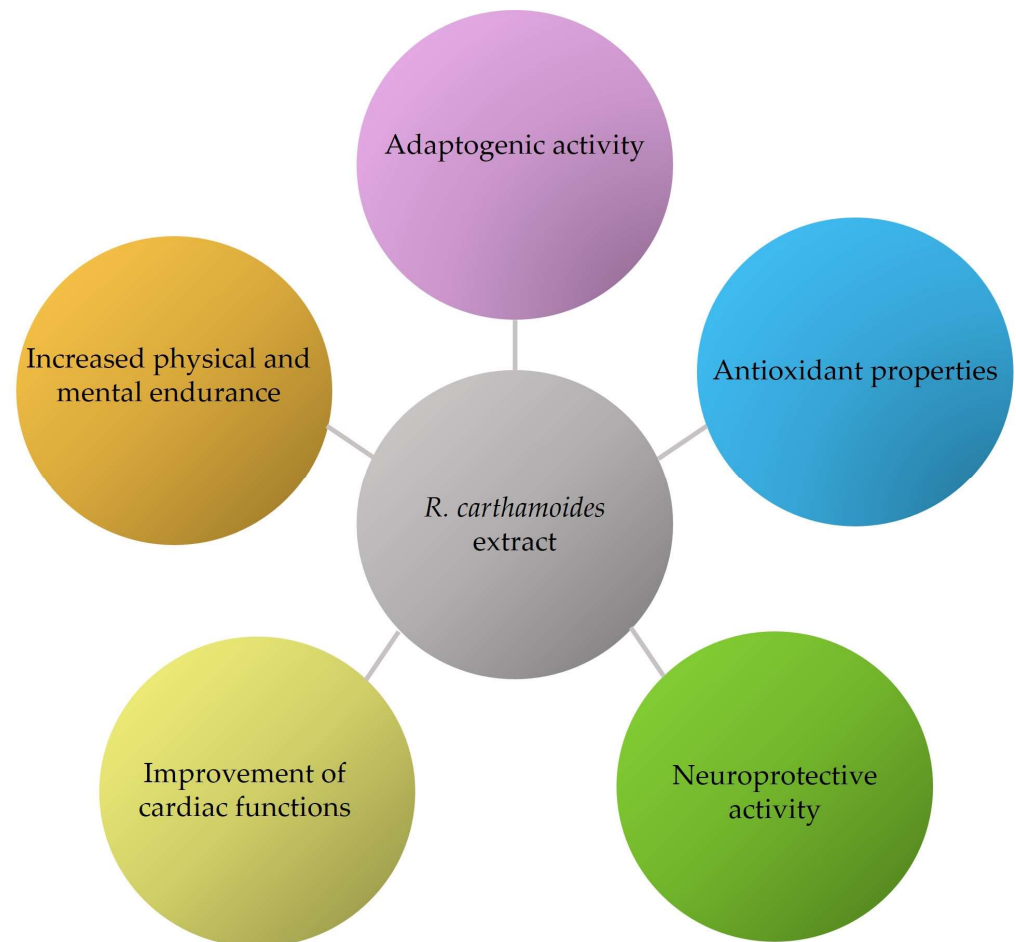 Adaptogenic activity
Increased physical and
mental endurance
Antioxidant properties
R. carthamoides
extract
Improvement of
cardiac functions
Neuroprotective
activity